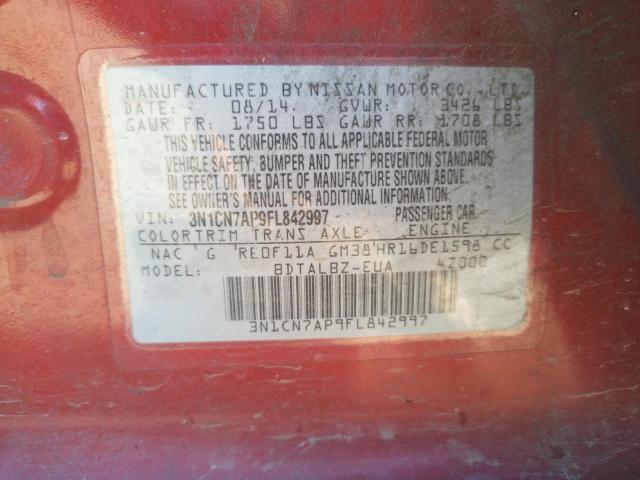 MANUFACTURED BY NISSAN MOTOR CO., LTD.
DATE: 08/14 GVWR: 3426 LBS
GAWR FR: 1750 LBS GAWR RR: 1708 LBS
THIS VEHICLE CONFORMS TO ALL APPLICABLE FEDERAL MOTOR
VEHICLE SAFETY, BUMPER AND THEFT PREVENTION STANDARDS
IN EFFECT ON THE DATE OF MANUFACTURE SHOWN ABOVE.
SEE OWNER'S MANUAL FOR ADDITIONAL INFORMATION
VIN: 3N1CN7AP9FL842997 PASSENGER CAR
COLOR TRIM TRANS AXLE ENGINE
NAC G RE0F11A GM38 HR16DE1598 CC
MODEL: BDTALBZ-EUA 4Z000
3N1CN7AP9FL842997